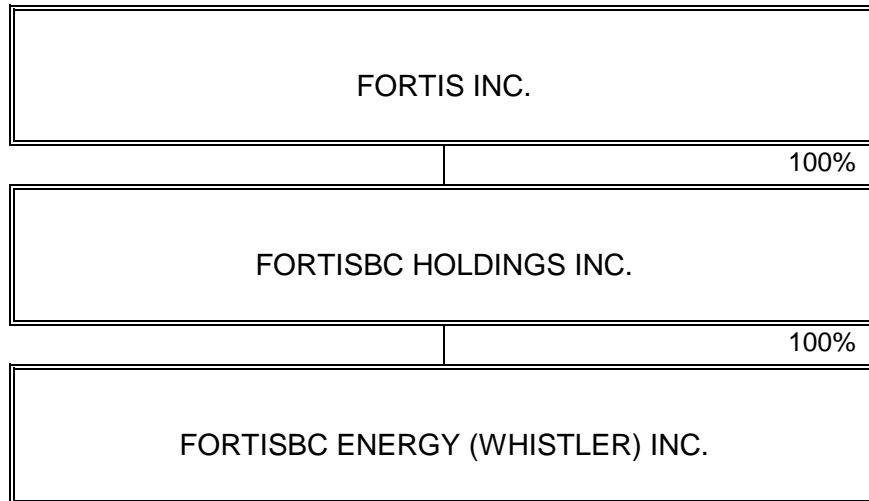 FORTIS INC.
100%
FORTISBC HOLDINGS INC.
100%
FORTISBC ENERGY (WHISTLER) INC.